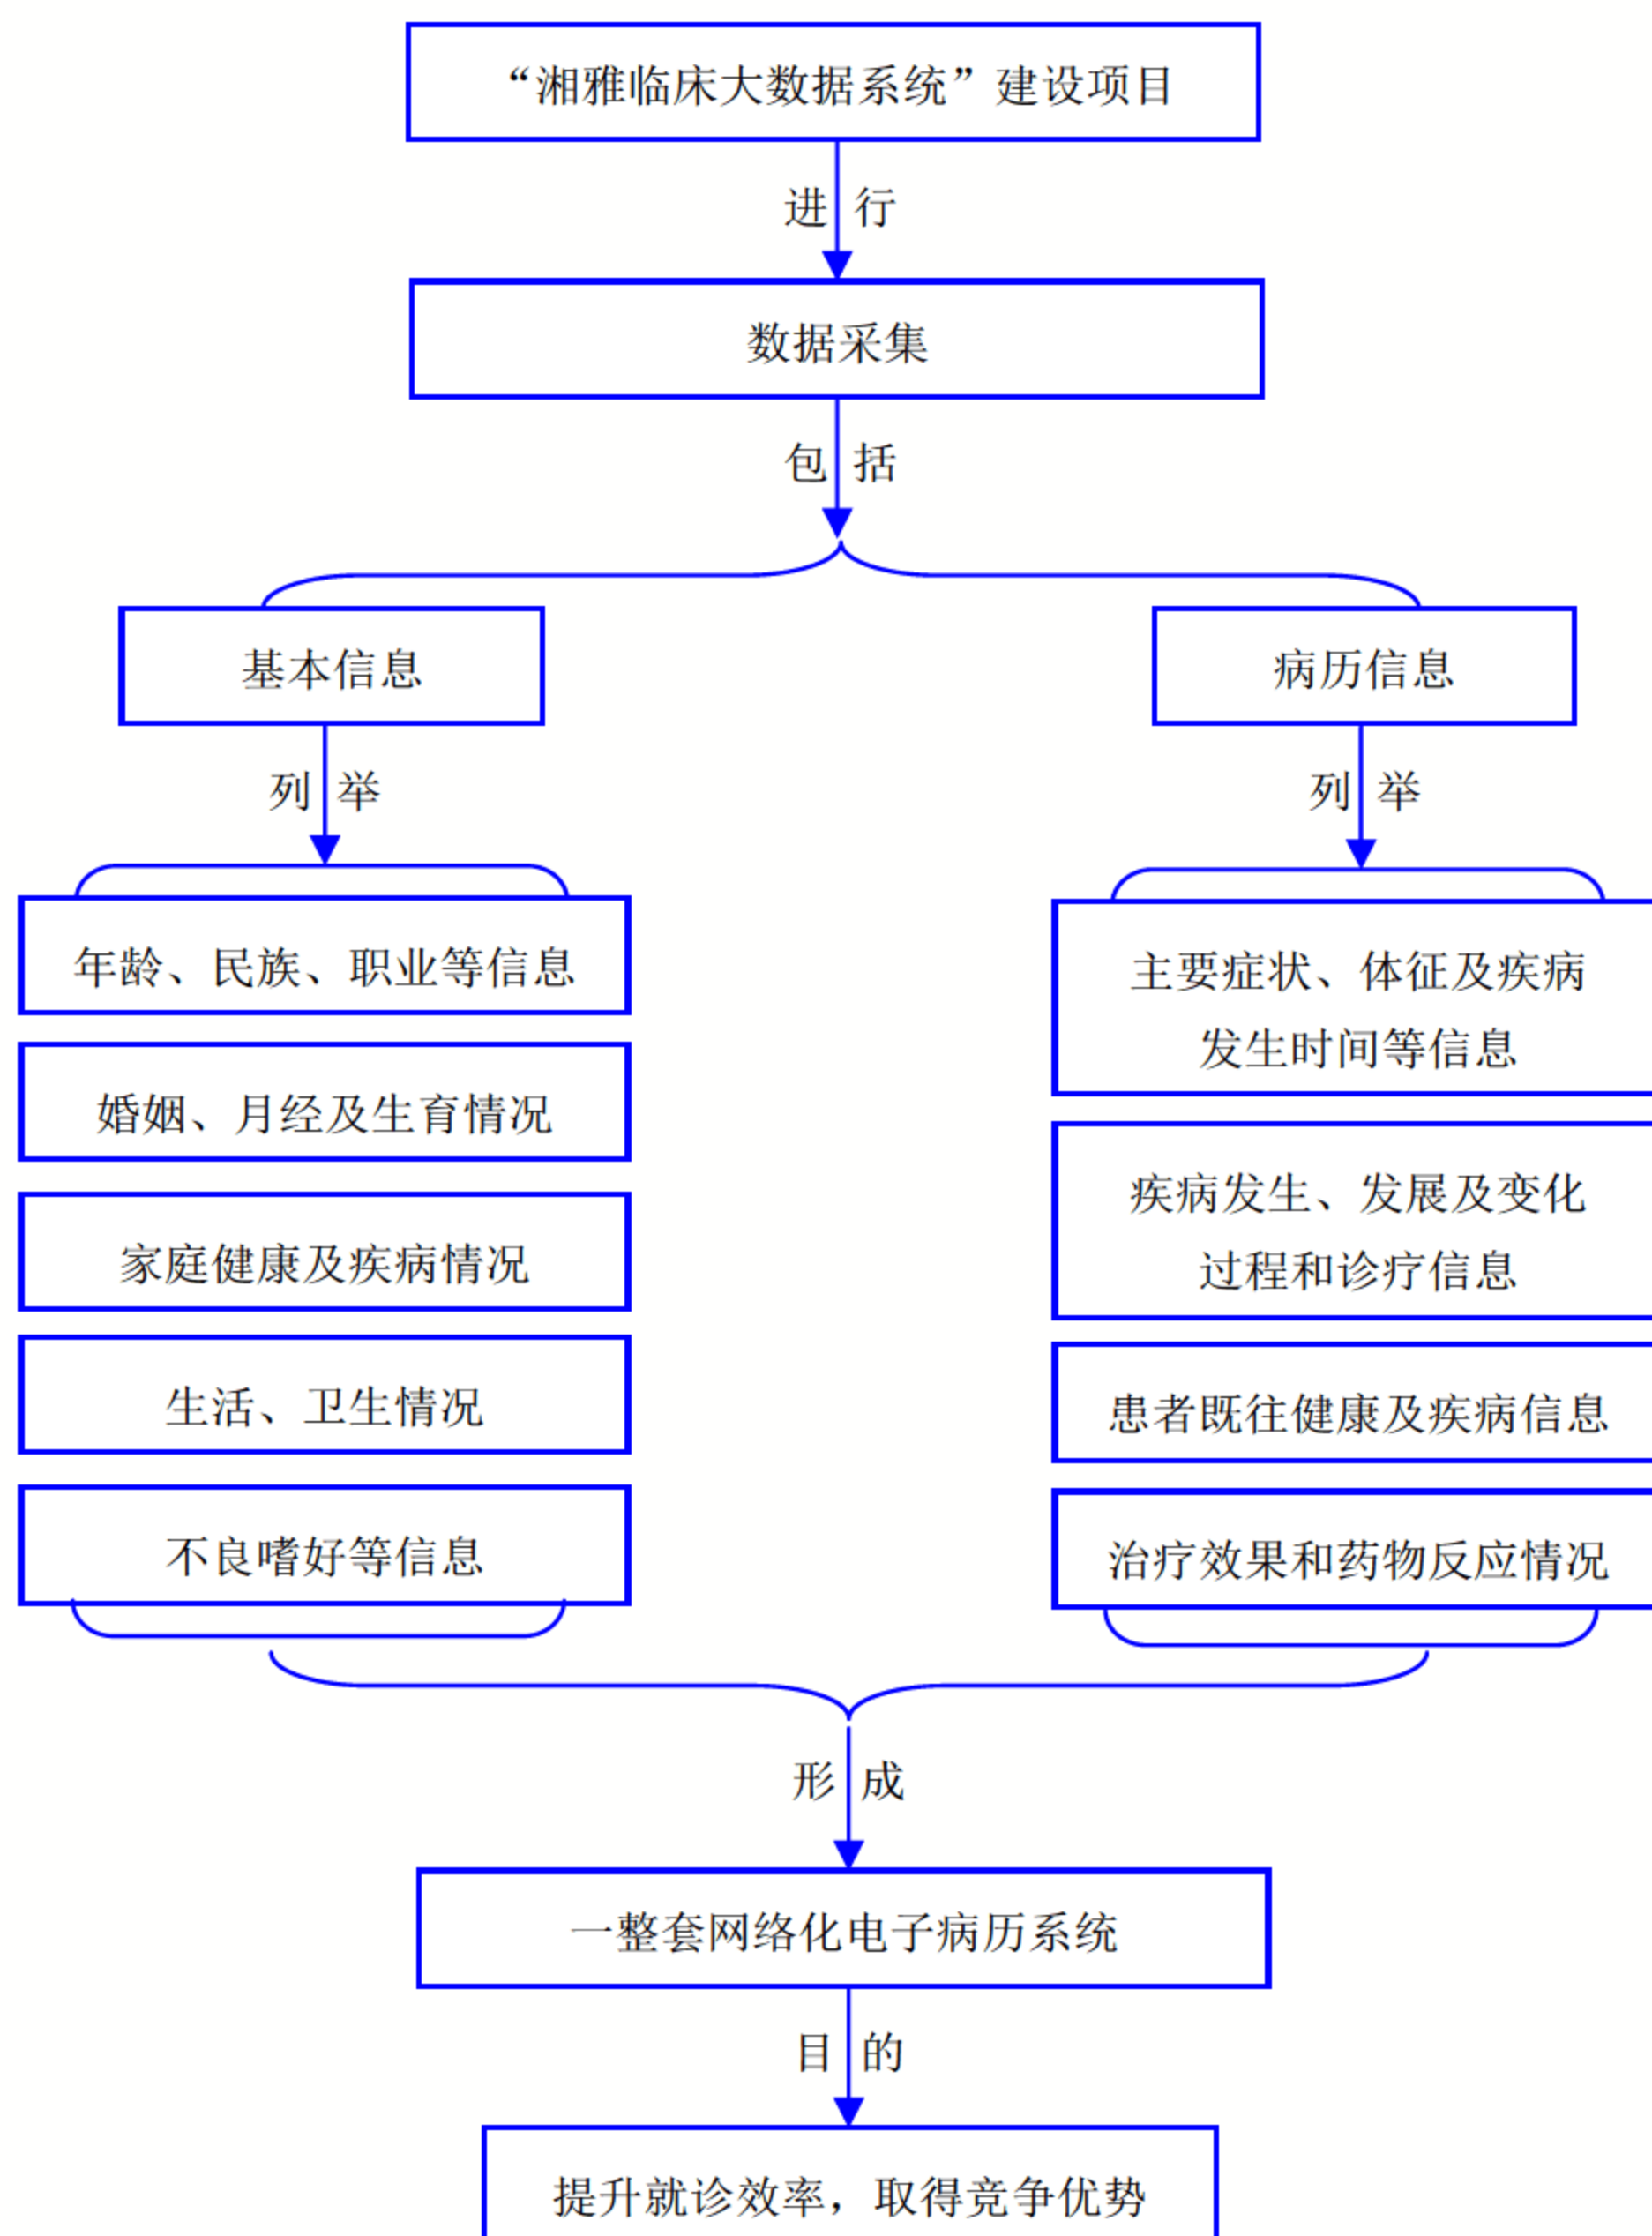 “湘雅临床大数据系统”建设项目
进行
数据采集
包括
基本信息
病历信息
列举
列举
年龄、民族、职业等信息
婚姻、月经及生育情况
家庭健康及疾病情况
生活、卫生情况
不良嗜好等信息
主要症状、体征及疾病
发生时间等信息
疾病发生、发展及变化
过程和诊疗信息
患者既往健康及疾病信息
治疗效果和药物反应情况
形成
一整套网络化电子病历系统
目的
提升就诊效率，取得竞争优势